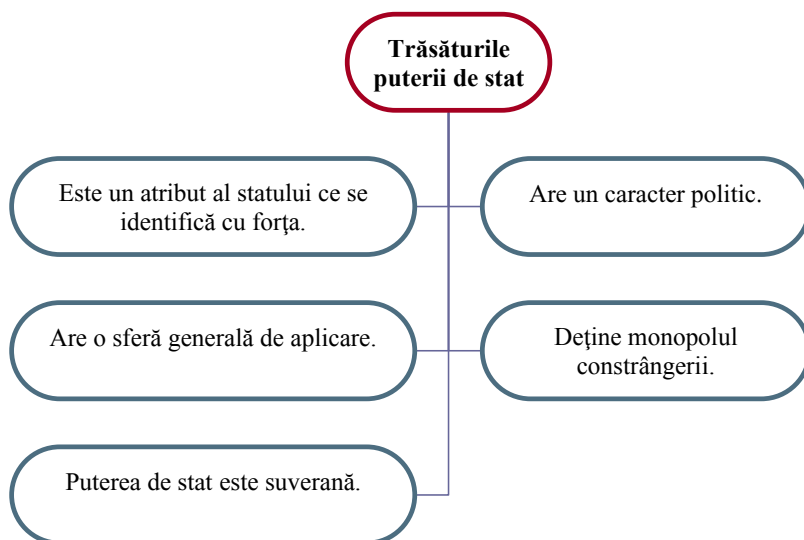 Trăsăturile
puterii de stat
Este un atribut al statului ce se
identifică cu forţa.
Are un caracter politic.
Are o sferă generală de aplicare.
Deţine monopolul
constrângerii.
Puterea de stat este suverană.